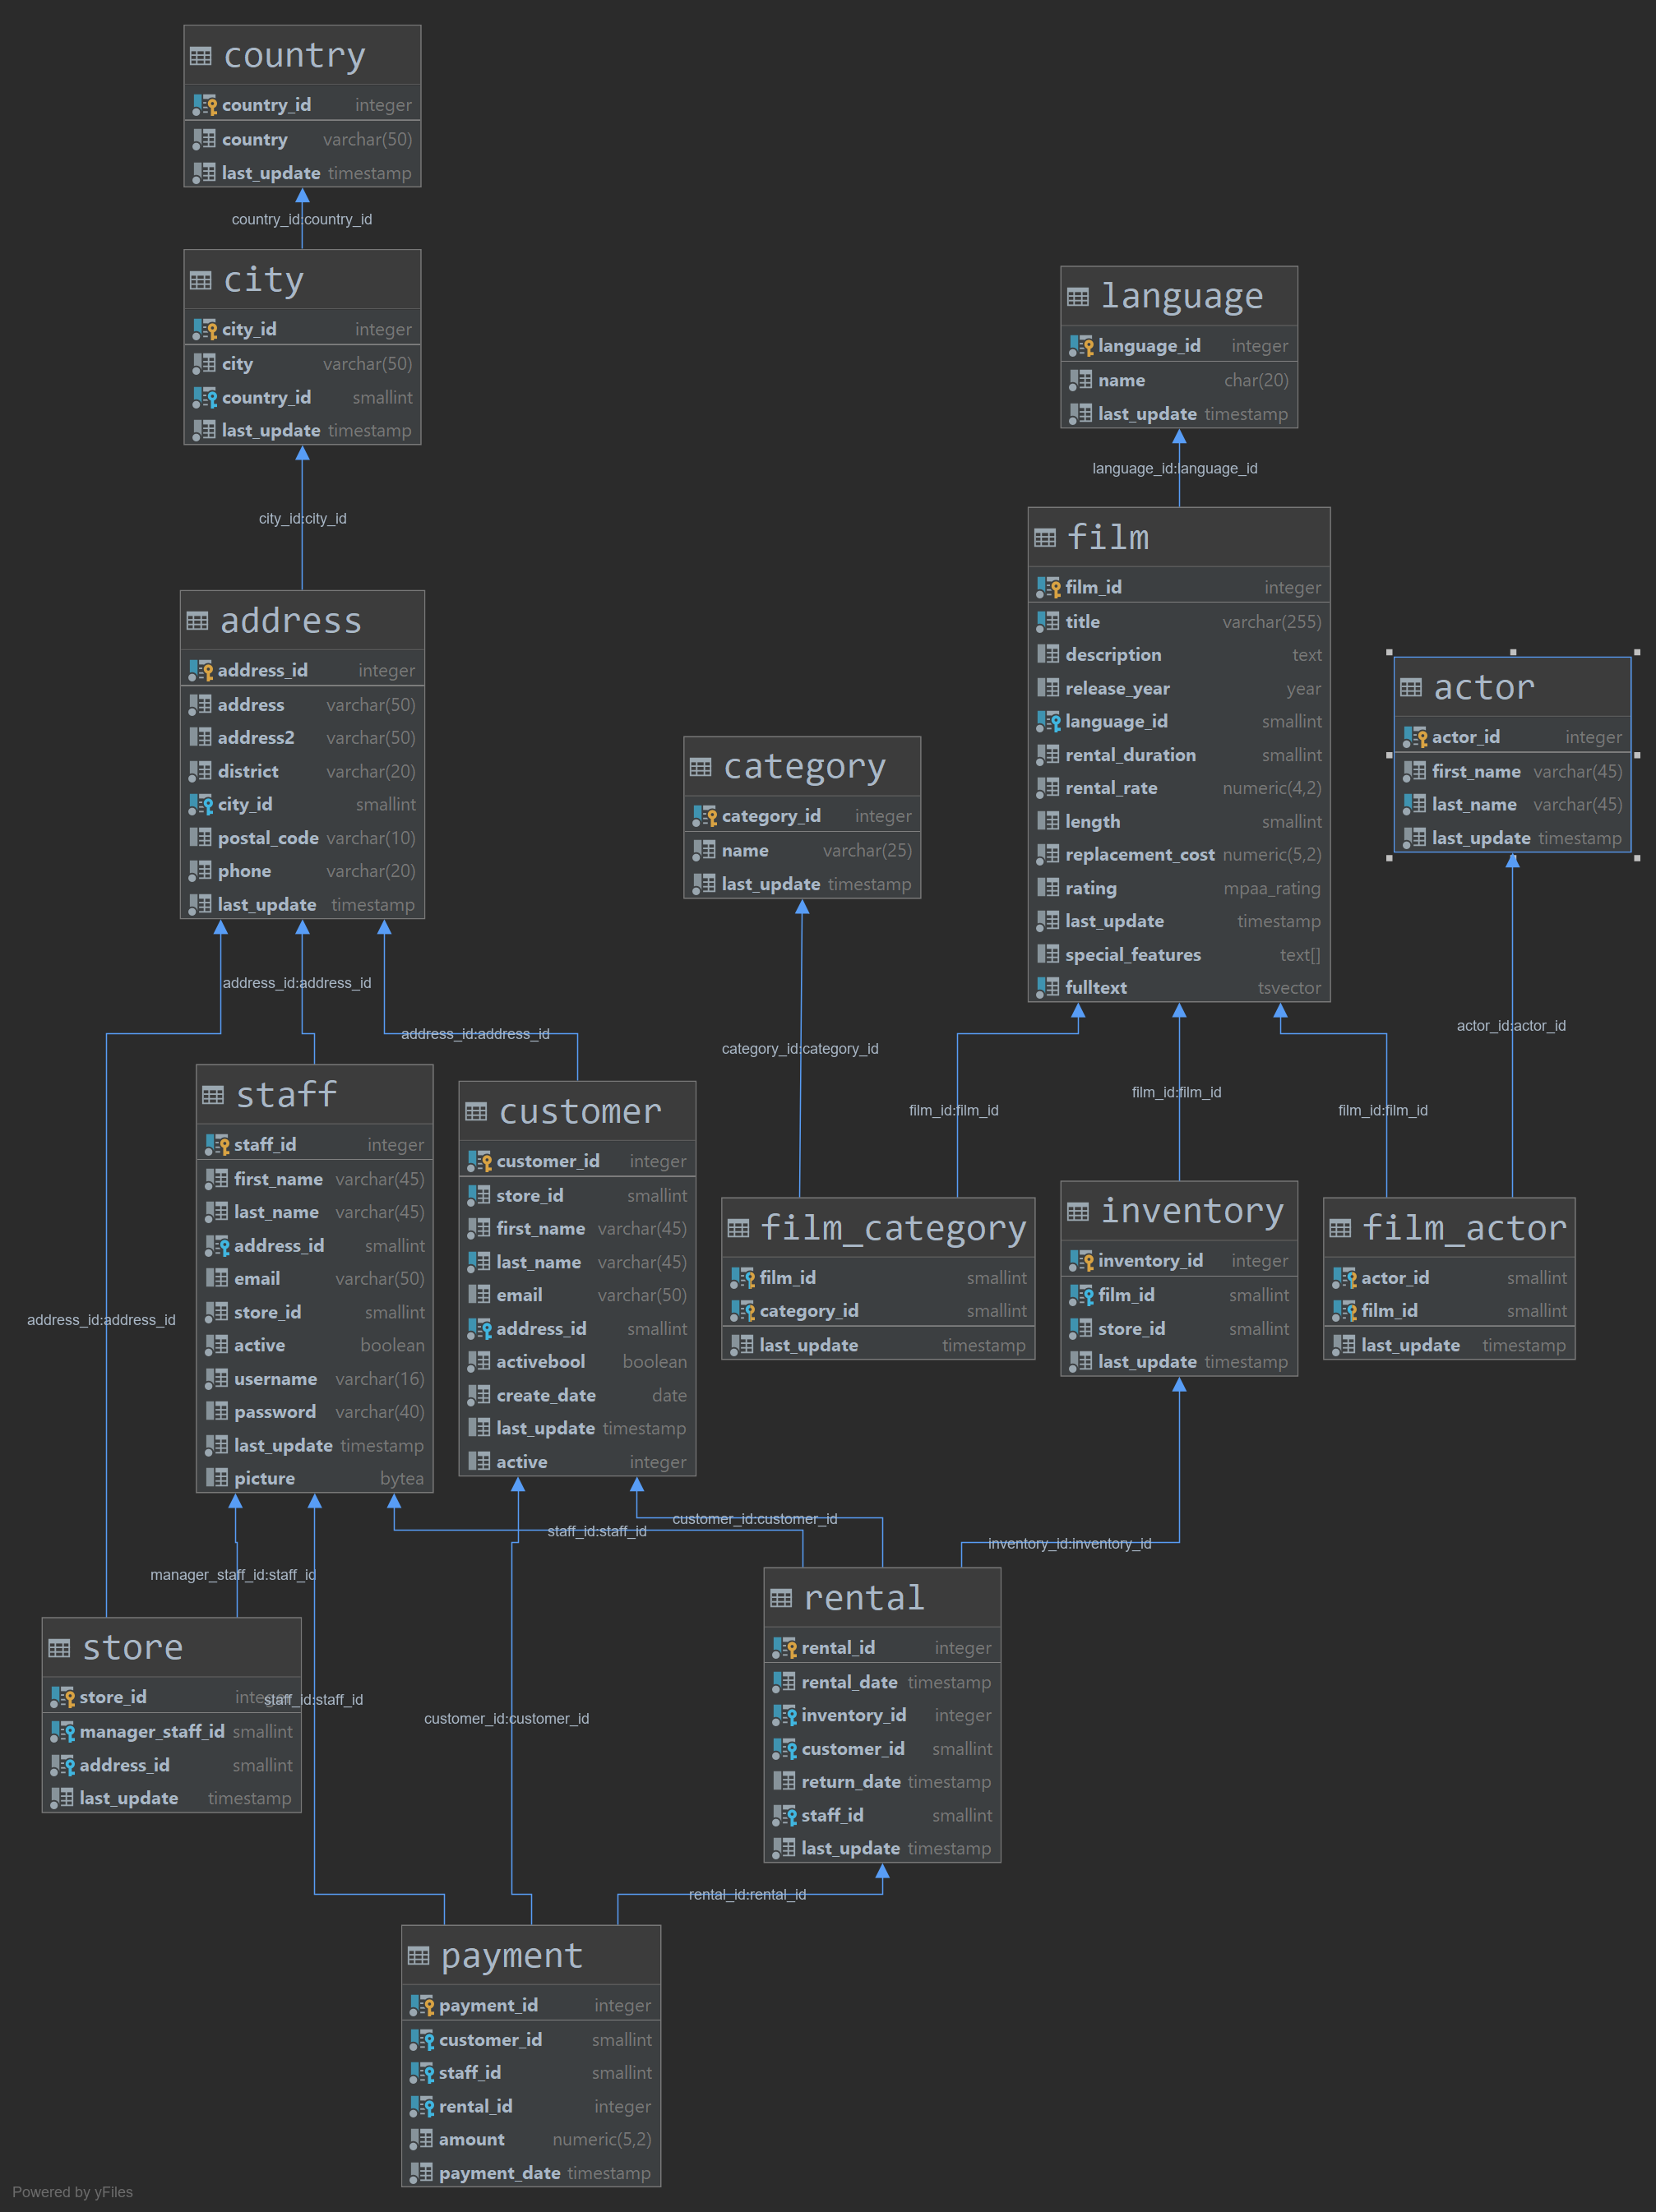 country
country_id integer
country varchar(50)
last_update timestamp
country_id:country_id
city
city_id integer
city varchar(50)
country_id smallint
last_update timestamp
city_id:city_id
language
language_id integer
name char(20)
last_update timestamp
language_id:language_id
film
film_id integer
title varchar(255)
description text
release_year year
language_id smallint
rental_duration smallint
rental_rate numeric(4,2)
length smallint
replacement_cost numeric(5,2)
rating mpaa_rating
last_update timestamp
special_features text[]
fulltext tsvector
address
address_id integer
address varchar(50)
address2 varchar(50)
district varchar(20)
city_id smallint
postal_code varchar(10)
phone varchar(20)
last_update timestamp
actor
actor_id integer
first_name varchar(45)
last_name varchar(45)
last_update timestamp
category
category_id integer
name varchar(25)
last_update timestamp
address_id:address_id
address_id:address_id
address_id:address_id
category_id:category_id
film_id:film_id
film_id:film_id
film_id:film_id
actor_id:actor_id
staff
staff_id integer
first_name varchar(45)
last_name varchar(45)
address_id smallint
email varchar(50)
store_id smallint
active boolean
username varchar(16)
password varchar(40)
last_update timestamp
picture bytea
customer
customer_id integer
store_id smallint
first_name varchar(45)
last_name varchar(45)
email varchar(50)
address_id smallint
activebool boolean
create_date date
last_update timestamp
active integer
film_category
film_id smallint
category_id smallint
last_update timestamp
inventory
inventory_id integer
film_id smallint
store_id smallint
last_update timestamp
film_actor
actor_id smallint
film_id smallint
last_update timestamp
customer_id:customer_id
staff_id:staff_id
inventory_id:inventory_id
manager_staff_id:staff_id
store
store_id integer
manager_staff_id smallint
address_id smallint
last_update timestamp
staff_id:staff_id
customer_id:customer_id
rental
rental_id integer
rental_date timestamp
inventory_id integer
customer_id smallint
return_date timestamp
staff_id smallint
last_update timestamp
rental_id:rental_id
payment
payment_id integer
customer_id smallint
staff_id smallint
rental_id integer
amount numeric(5,2)
payment_date timestamp
Powered by yFiles